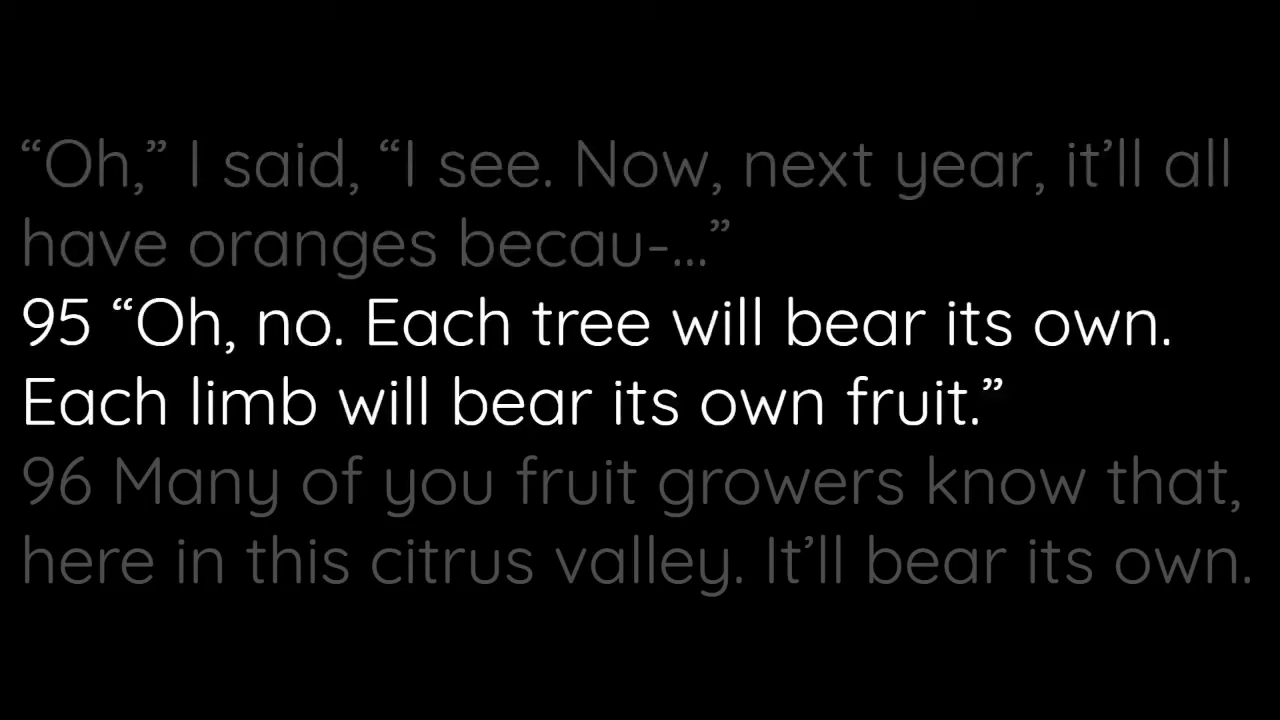 “Oh,” I said, “I see. Now, next year, it’ll all
have oranges becau-...”
95 “Oh, no. Each tree will bear its own.
Each limb will bear its own fruit.”
96 Many of you fruit growers know that,
here in this citrus valley. It’ll bear its own.